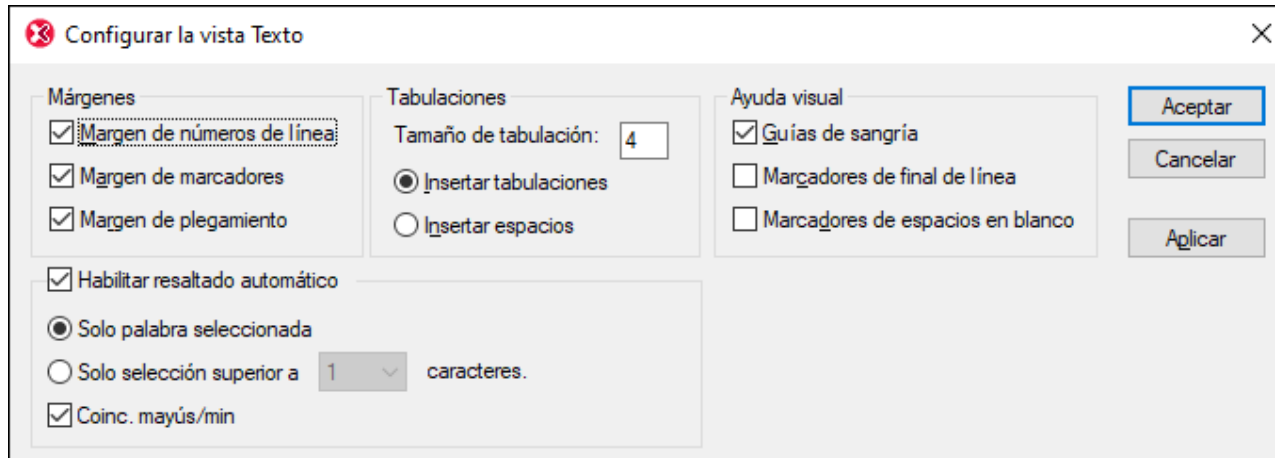 Configurar la vista Texto
Márgenes
Margen de números de línea
Margen de marcadores
Margen de plegamiento
Tabulaciones
Tamaño de tabulación: 4
Insertar tabulaciones
Insertar espacios
Ayuda visual
Guías de sangría
Marcadores de final de línea
Marcadores de espacios en blanco
Aceptar
Cancelar
Aplicar
Habilitar resaltado automático
Solo palabra seleccionada
Solo selección superior a 1 caracteres.
Coinc. mayús/min